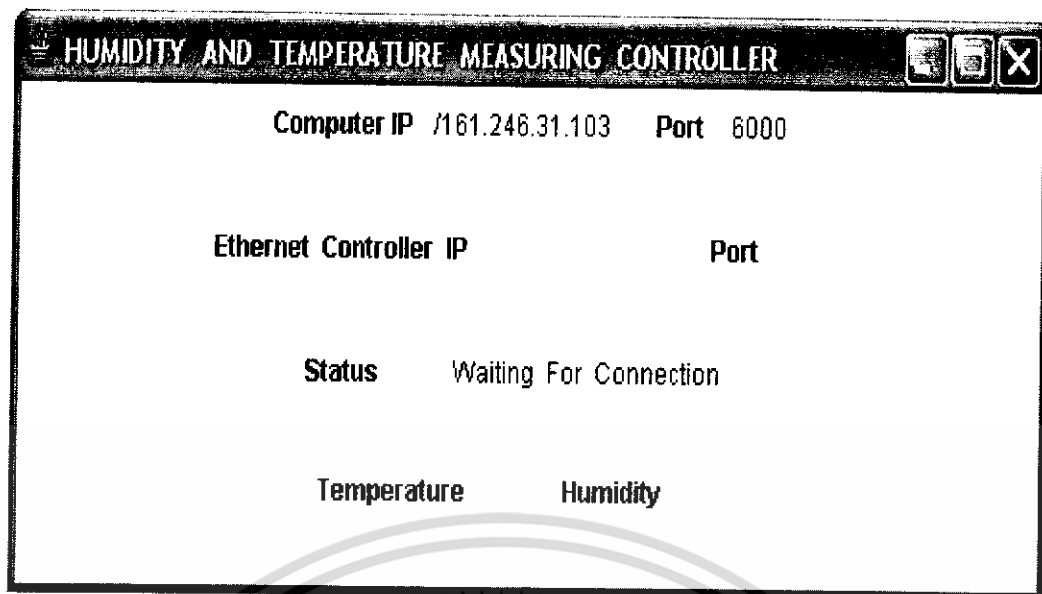 HUMIDITY AND TEMPERATURE MEASURING CONTROLLER
Computer IP /161.246.31.103 Port 6000
Ethernet Controller IP Port
Status Waiting For Connection
Temperature Humidity